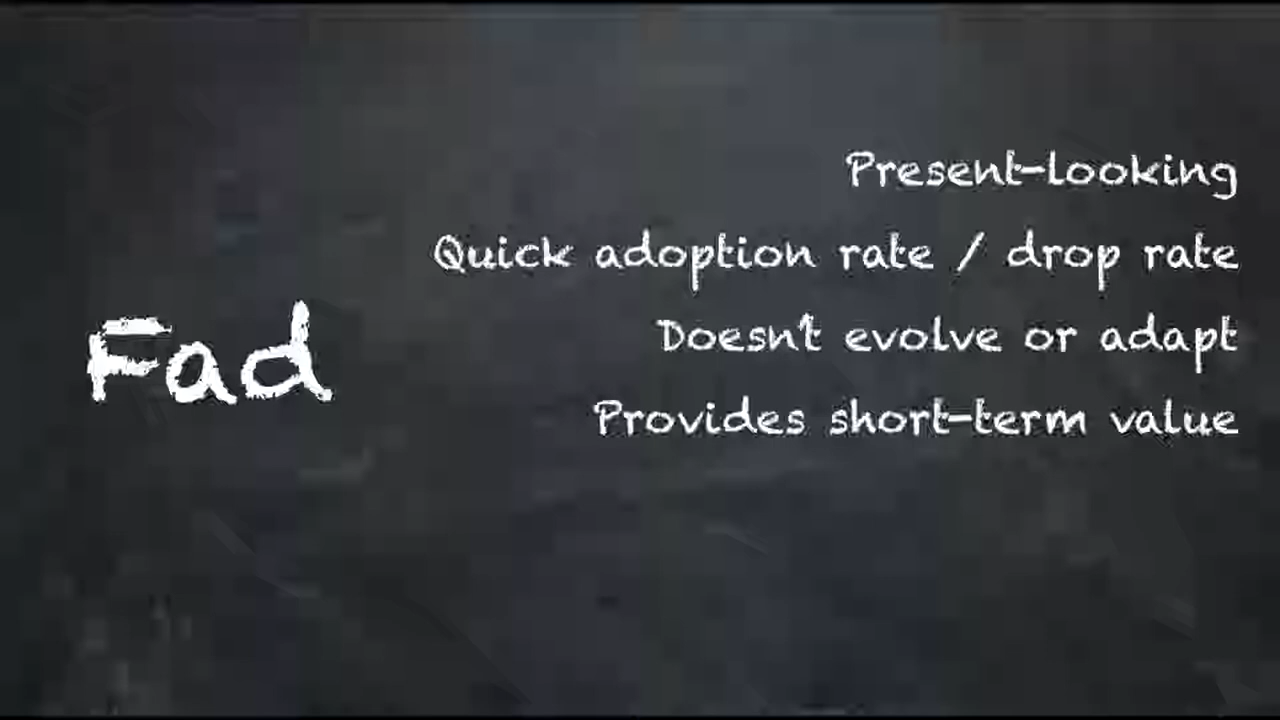 Fad
Present-looking
Quick adoption rate / drop rate
Doesn't evolve or adapt
Provides short-term value